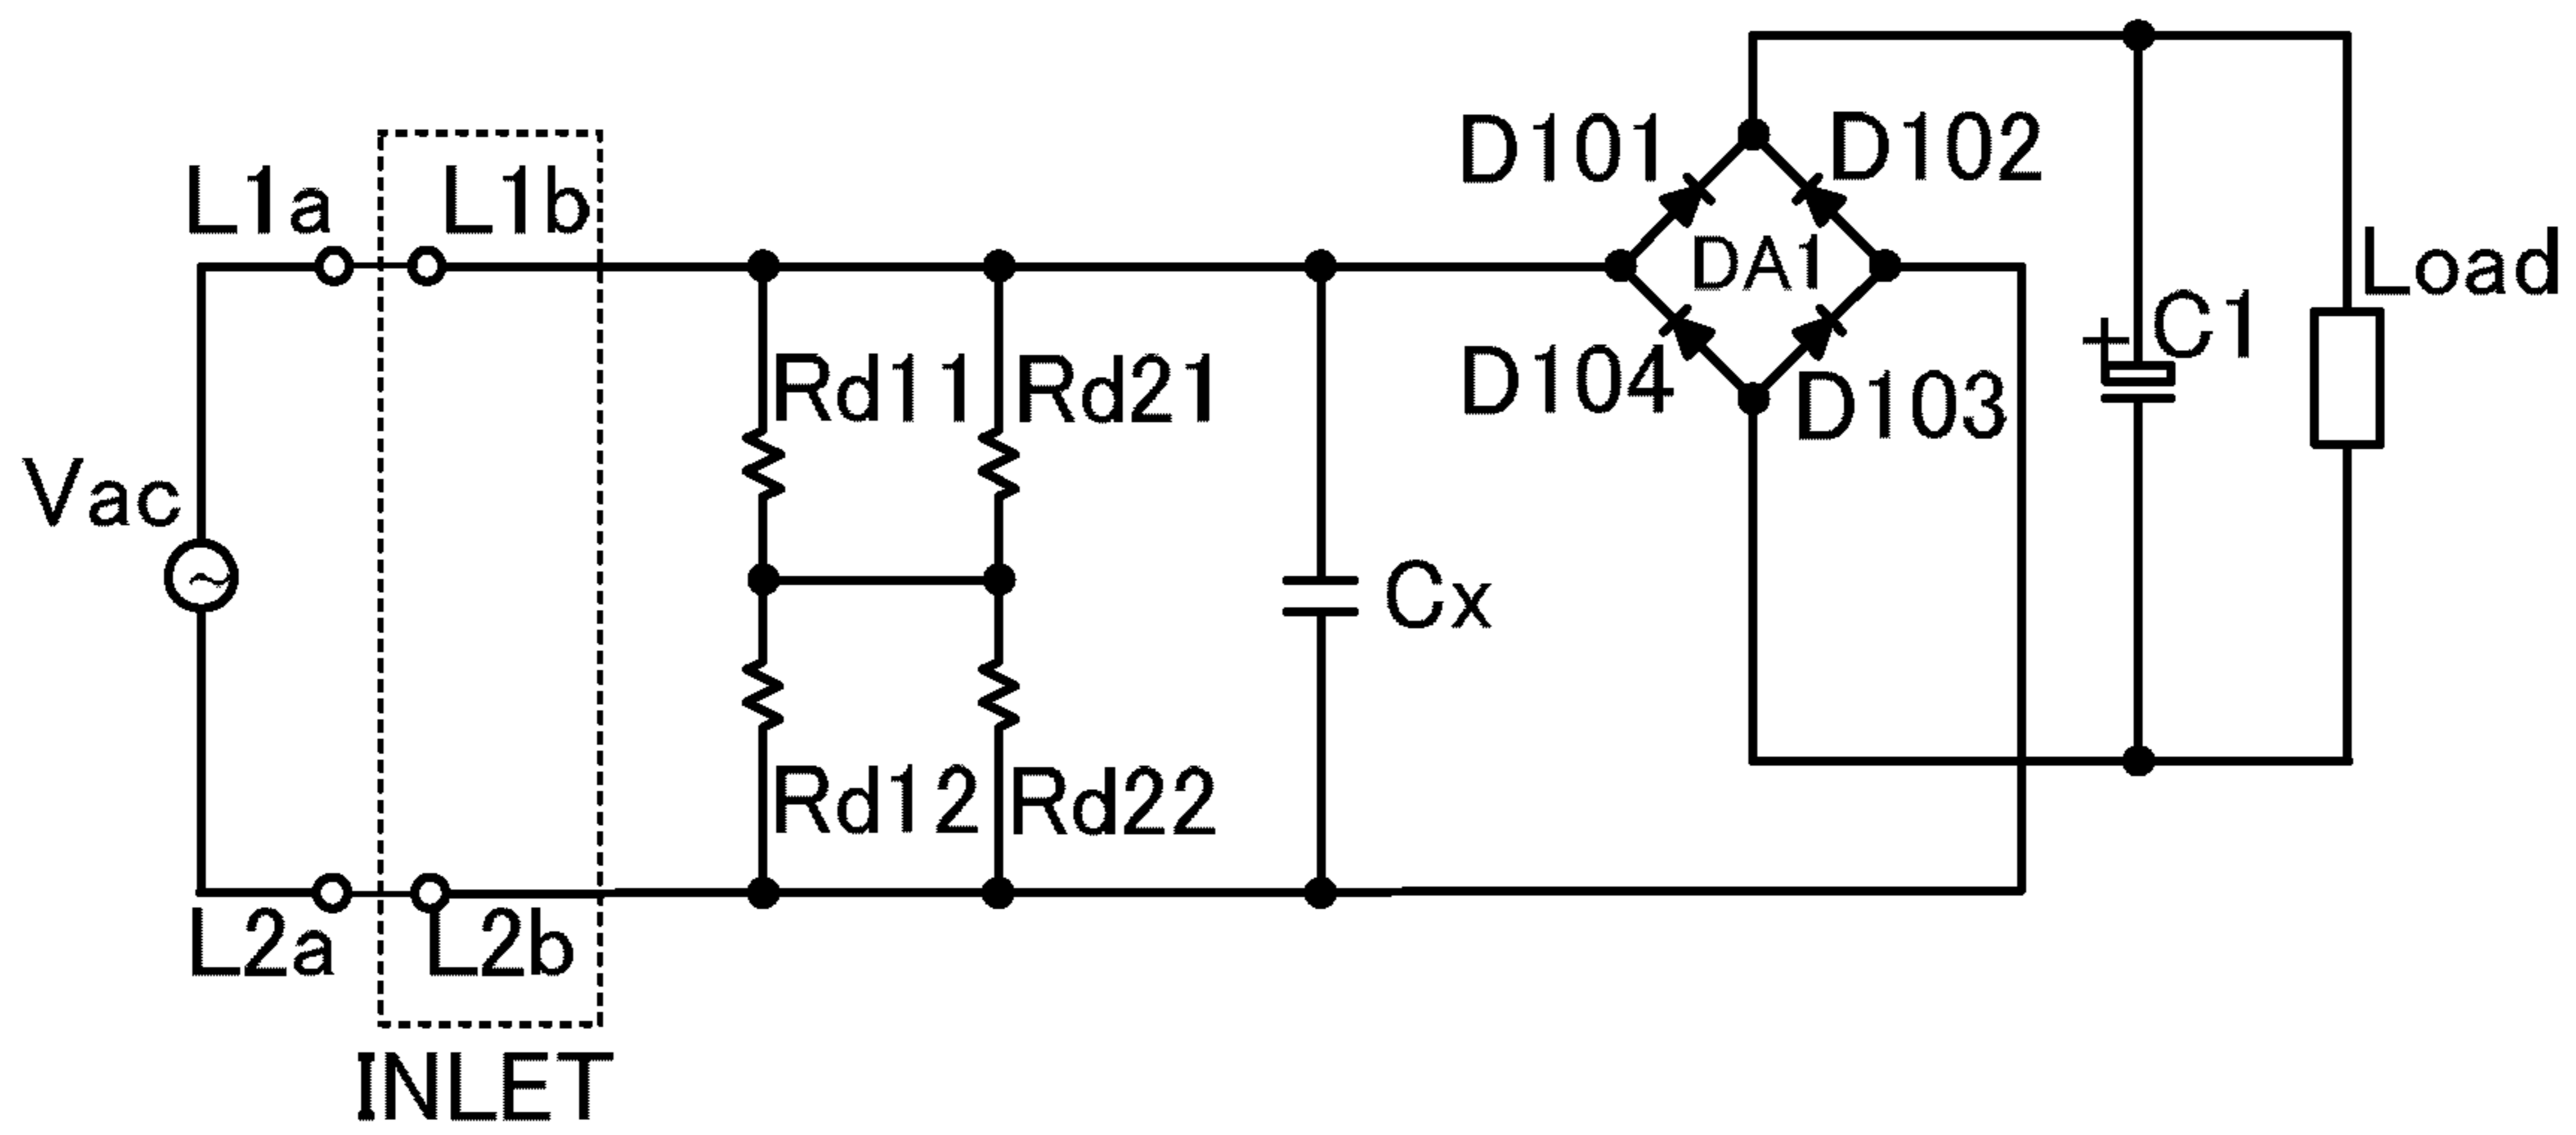 D101
D102
L1a
L1b
DA1
Load
C1
+
Rd11
Rd21
D104
D103
Vac
~
Cx
Rd12
Rd22
L2a
L2b
INLET